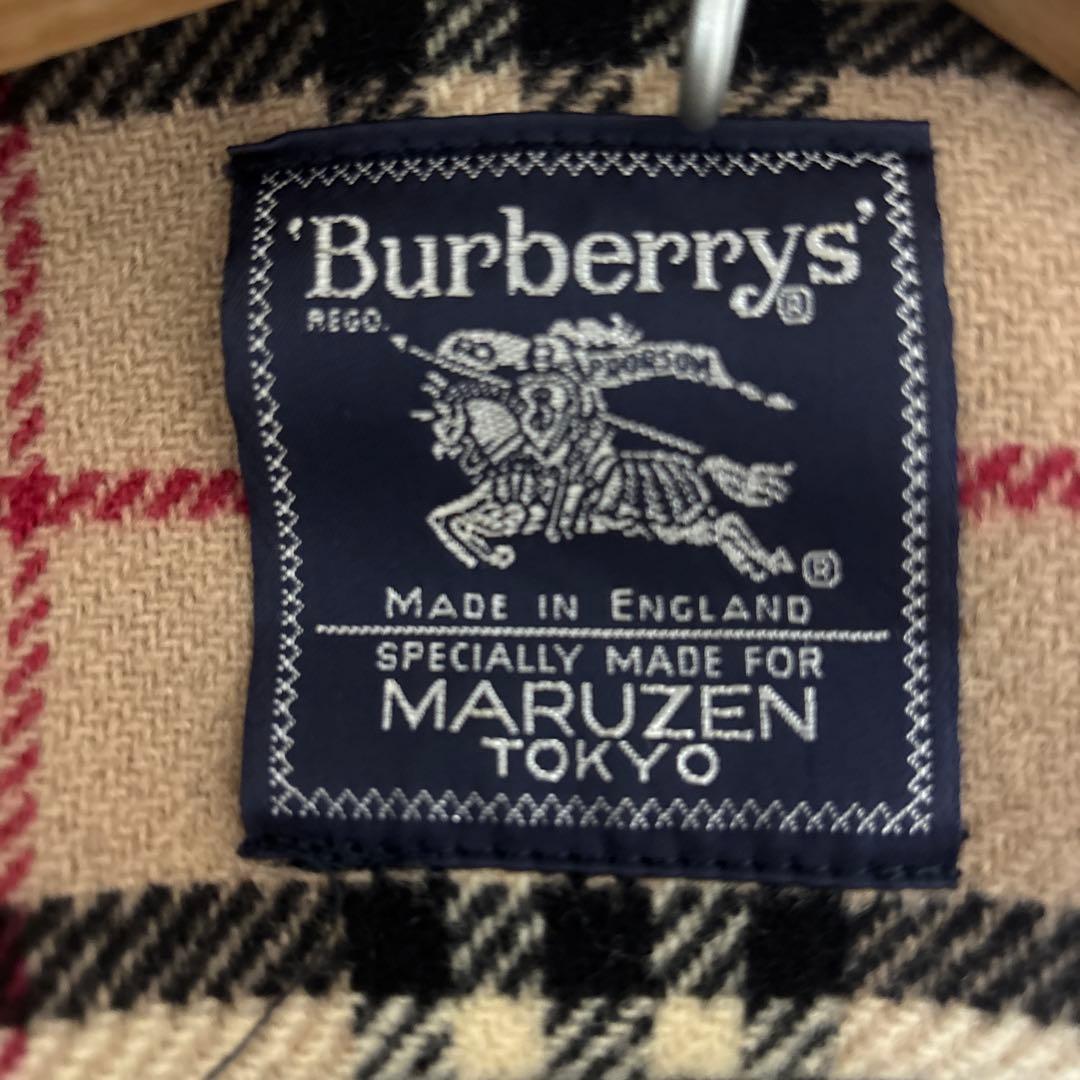 'Burberrys'®
REGD.
PRORSUM
®
MADE IN ENGLAND
SPECIALLY MADE FOR
MARUZEN
TOKYO